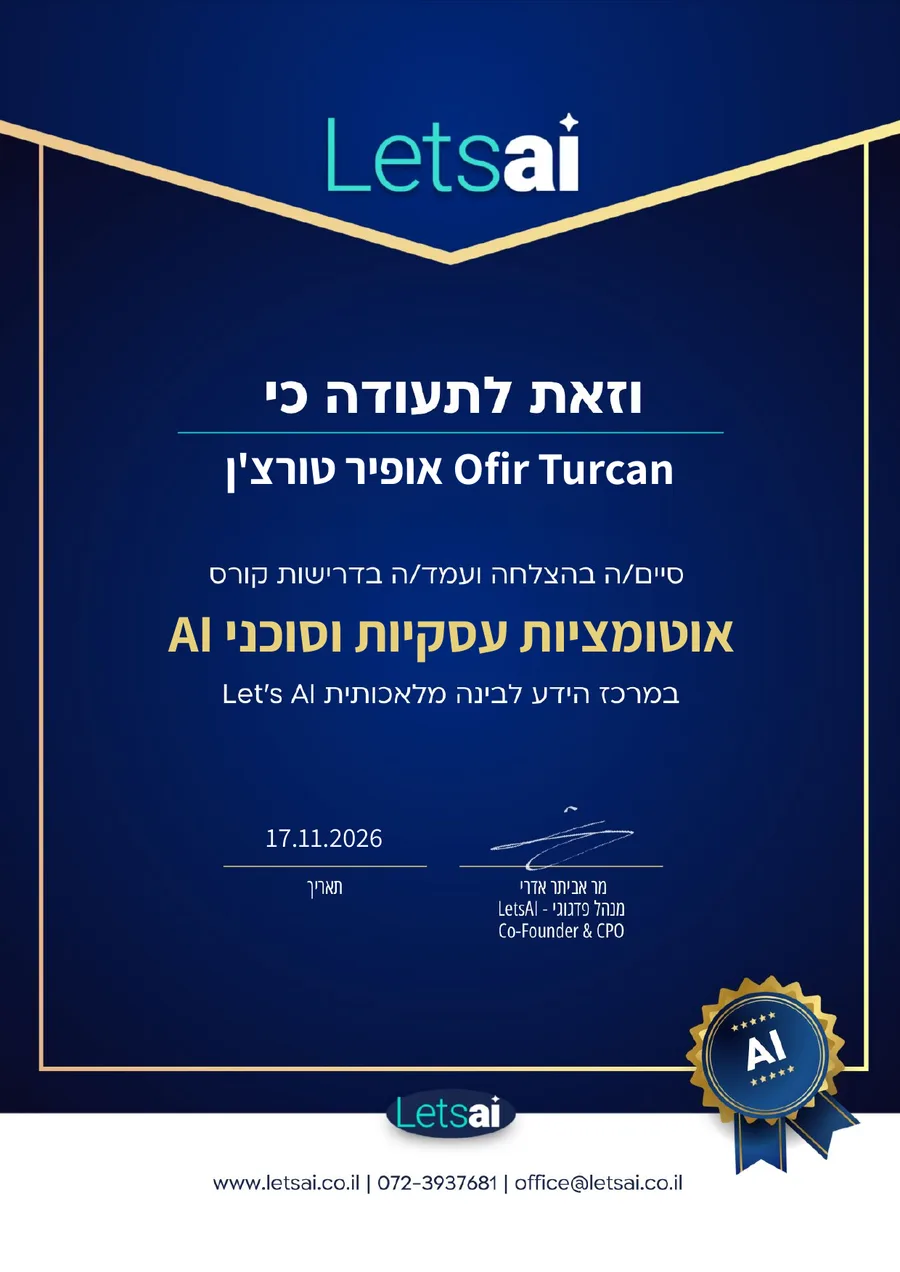 Letsai
וזאת לתעודה כי
Ofir Turcan אופיר טורצ'ן
סיים/ה בהצלחה ועמד/ה בדרישות קורס
אוטומציות עסקיות וסוכני AI
במרכז הידע לבינה מלאכותית Let's AI
17.11.2026
תאריך
מר אביתר אדרי
מנהל פדגוגי - LetsAI
Co-Founder & CPO
AI
Letsai
www.letsai.co.il | 072-3937681 | office@letsai.co.il